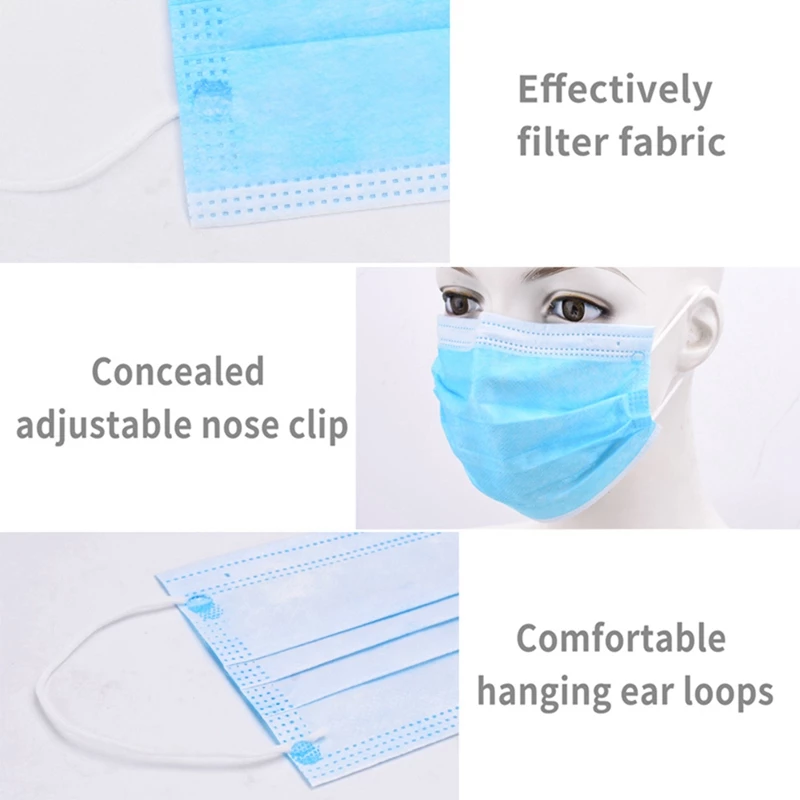 Effectively
filter fabric
Concealed
adjustable nose clip
Comfortable
hanging ear loops